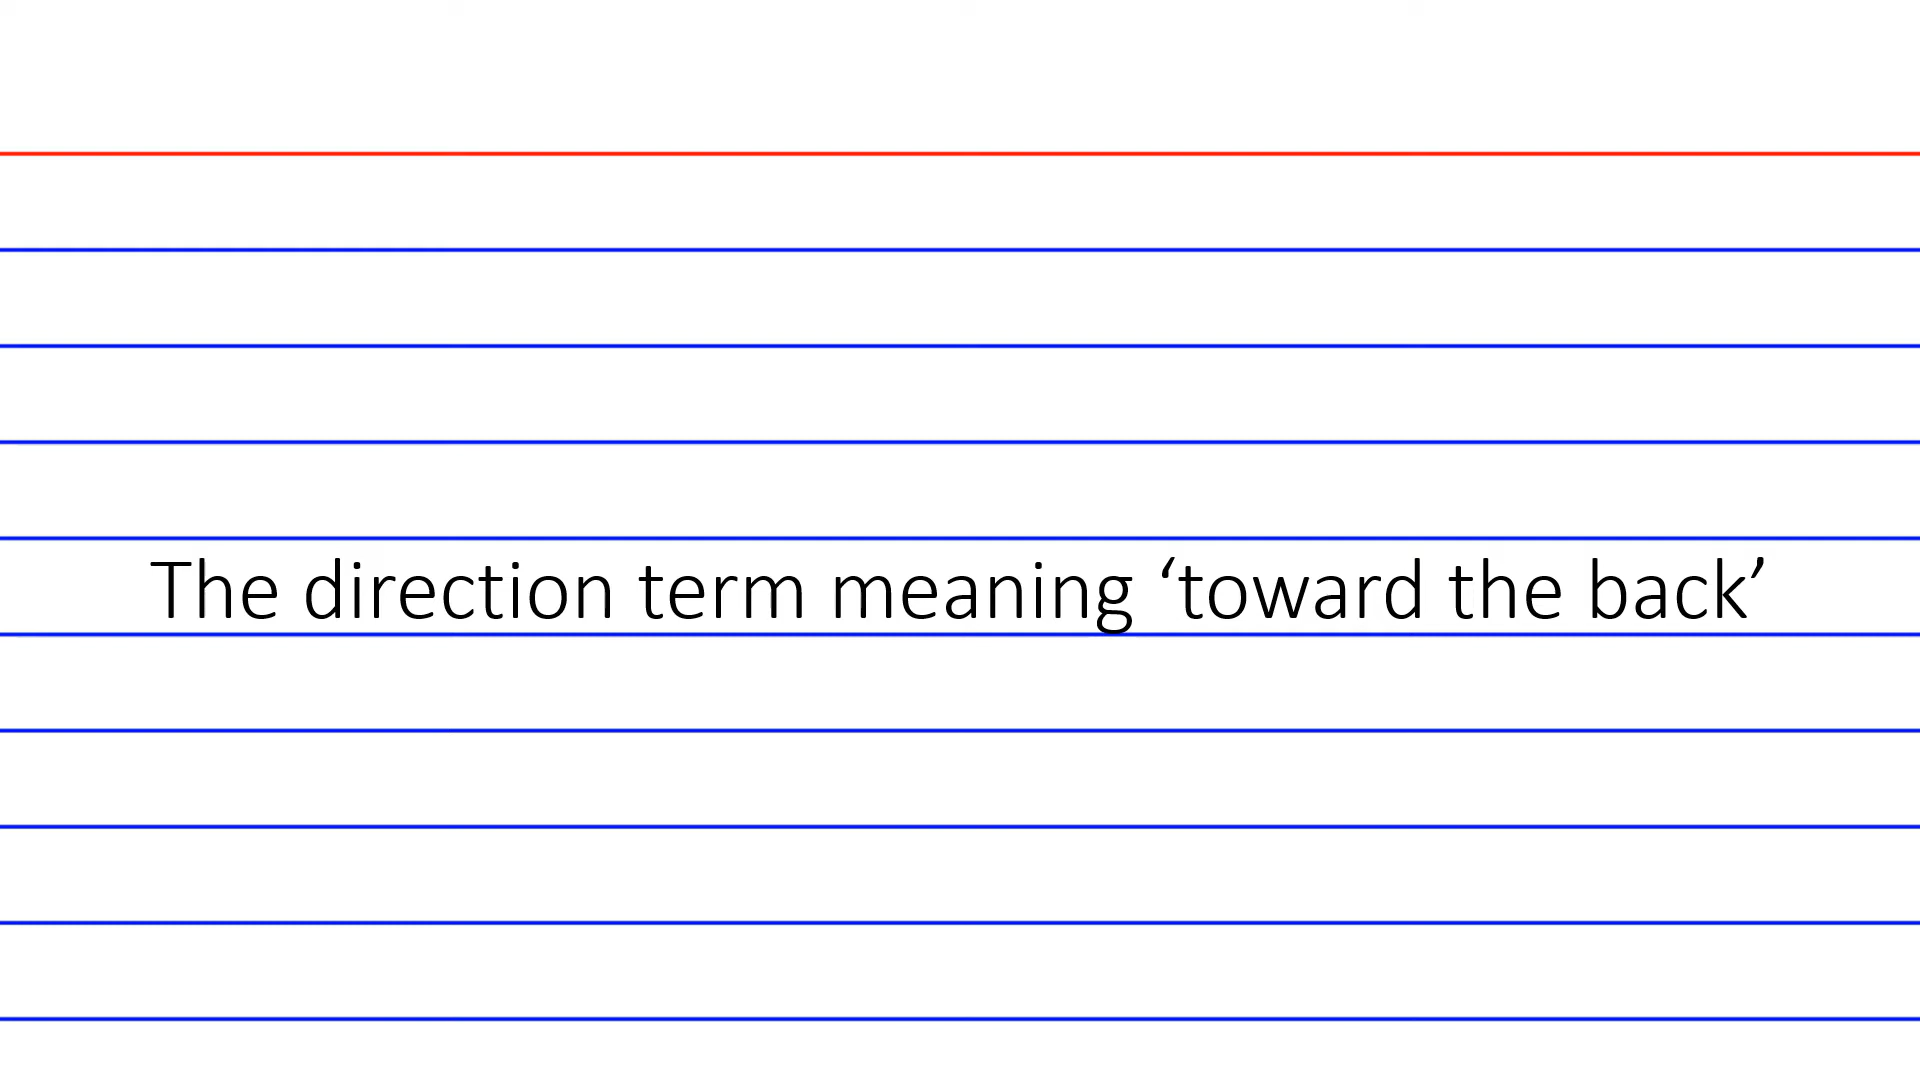 The direction term meaning ‘toward the back’